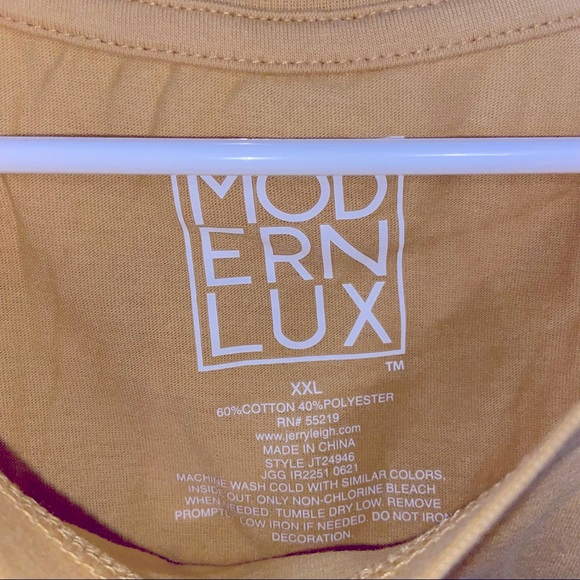 MOD
ERN
LUX
TM
XXL
60%COTTON 40%POLYESTER
RN# 55219
www.jerryleigh.com
MADE IN CHINA
STYLE JT24946
JGG IR2251 0621
MACHINE WASH COLD WITH SIMILAR COLORS,
INSIDE OUT. ONLY NON-CHLORINE BLEACH
WHEN NEEDED. TUMBLE DRY LOW. REMOVE
PROMPTLY. LOW IRON IF NEEDED. DO NOT IRON
DECORATION.